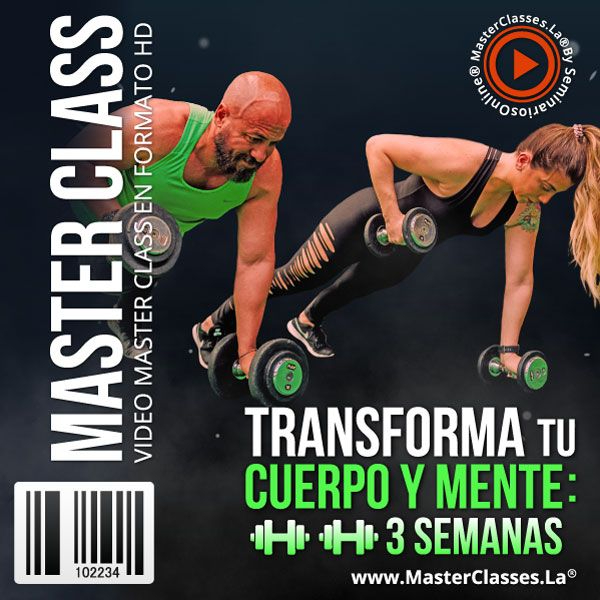 MASTER CLASS
VIDEO MASTER CLASS EN FORMATO HD
MasterClasses.La®By SeminariosOnline®
TRANSFORMA TU
CUERPO Y MENTE:
3 SEMANAS
102234
www.MasterClasses.La®